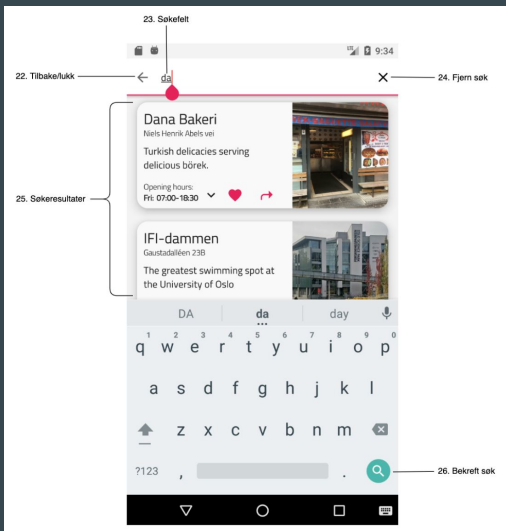 23. Søkefelt
LTE 9:34
22. Tilbake/lukk
da
24. Fjern søk
Dana Bakeri
Niels Henrik Abels vei
Turkish delicacies serving
delicious börek.
Opening hours:
Fri: 07:00-18:30
25. Søkeresultater
IFI-dammen
Gaustadalléen 23B
The greatest swimming spot at
the University of Oslo
DA da day
1 2 3 4 5 6 7 8 9 0
q w e r t y u i o p
a s d f g h j k l
z x c v b n m
?123 , .
26. Bekreft søk